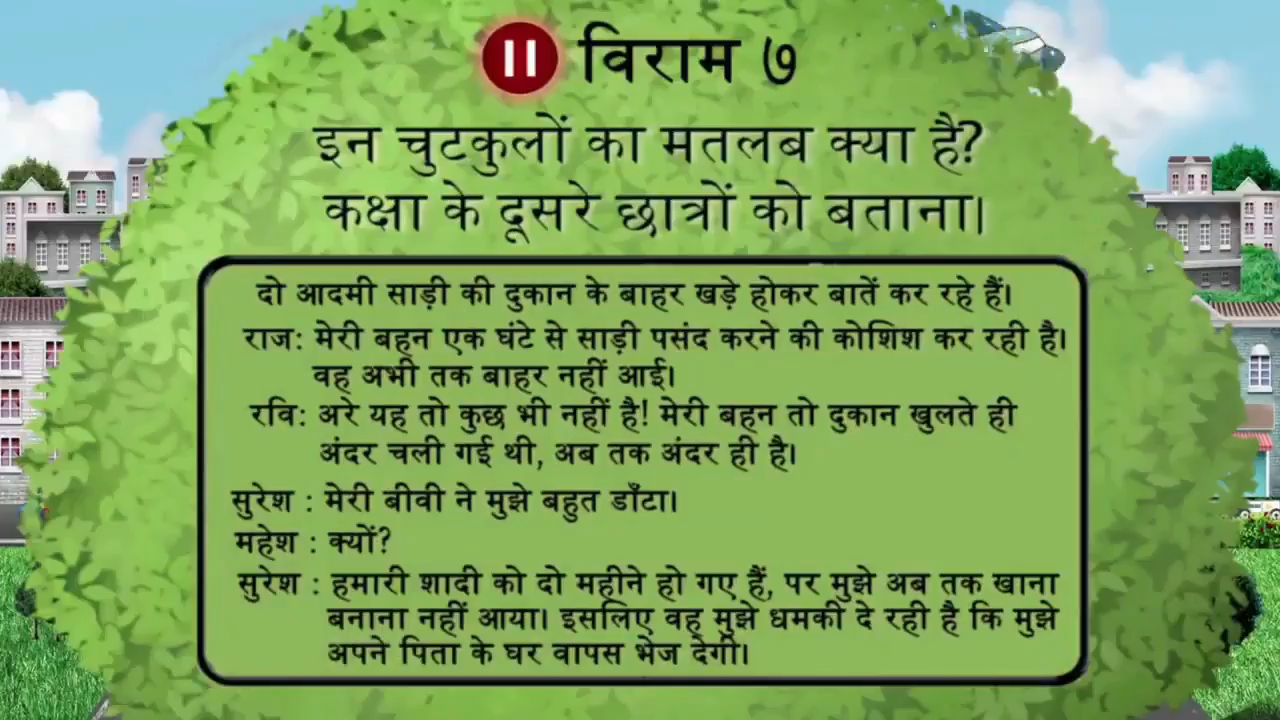 विराम ७
इन चुटकुलों का मतलब क्या है?
कक्षा के दूसरे छात्रों को बताना।
दो आदमी साड़ी की दुकान के बाहर खड़े होकर बातें कर रहे हैं।
राज: मेरी बहन एक घंटे से साड़ी पसंद करने की कोशिश कर रही है।
वह अभी तक बाहर नहीं आई।
रवि: अरे यह तो कुछ भी नहीं है! मेरी बहन तो दुकान खुलते ही
अंदर चली गई थी, अब तक अंदर ही है।
सुरेश : मेरी बीवी ने मुझे बहुत डाँटा।
महेश : क्यों?
सुरेश : हमारी शादी को दो महीने हो गए हैं, पर मुझे अब तक खाना
बनाना नहीं आया। इसलिए वह मुझे धमकी दे रही है कि मुझे
अपने पिता के घर वापस भेज देगी।